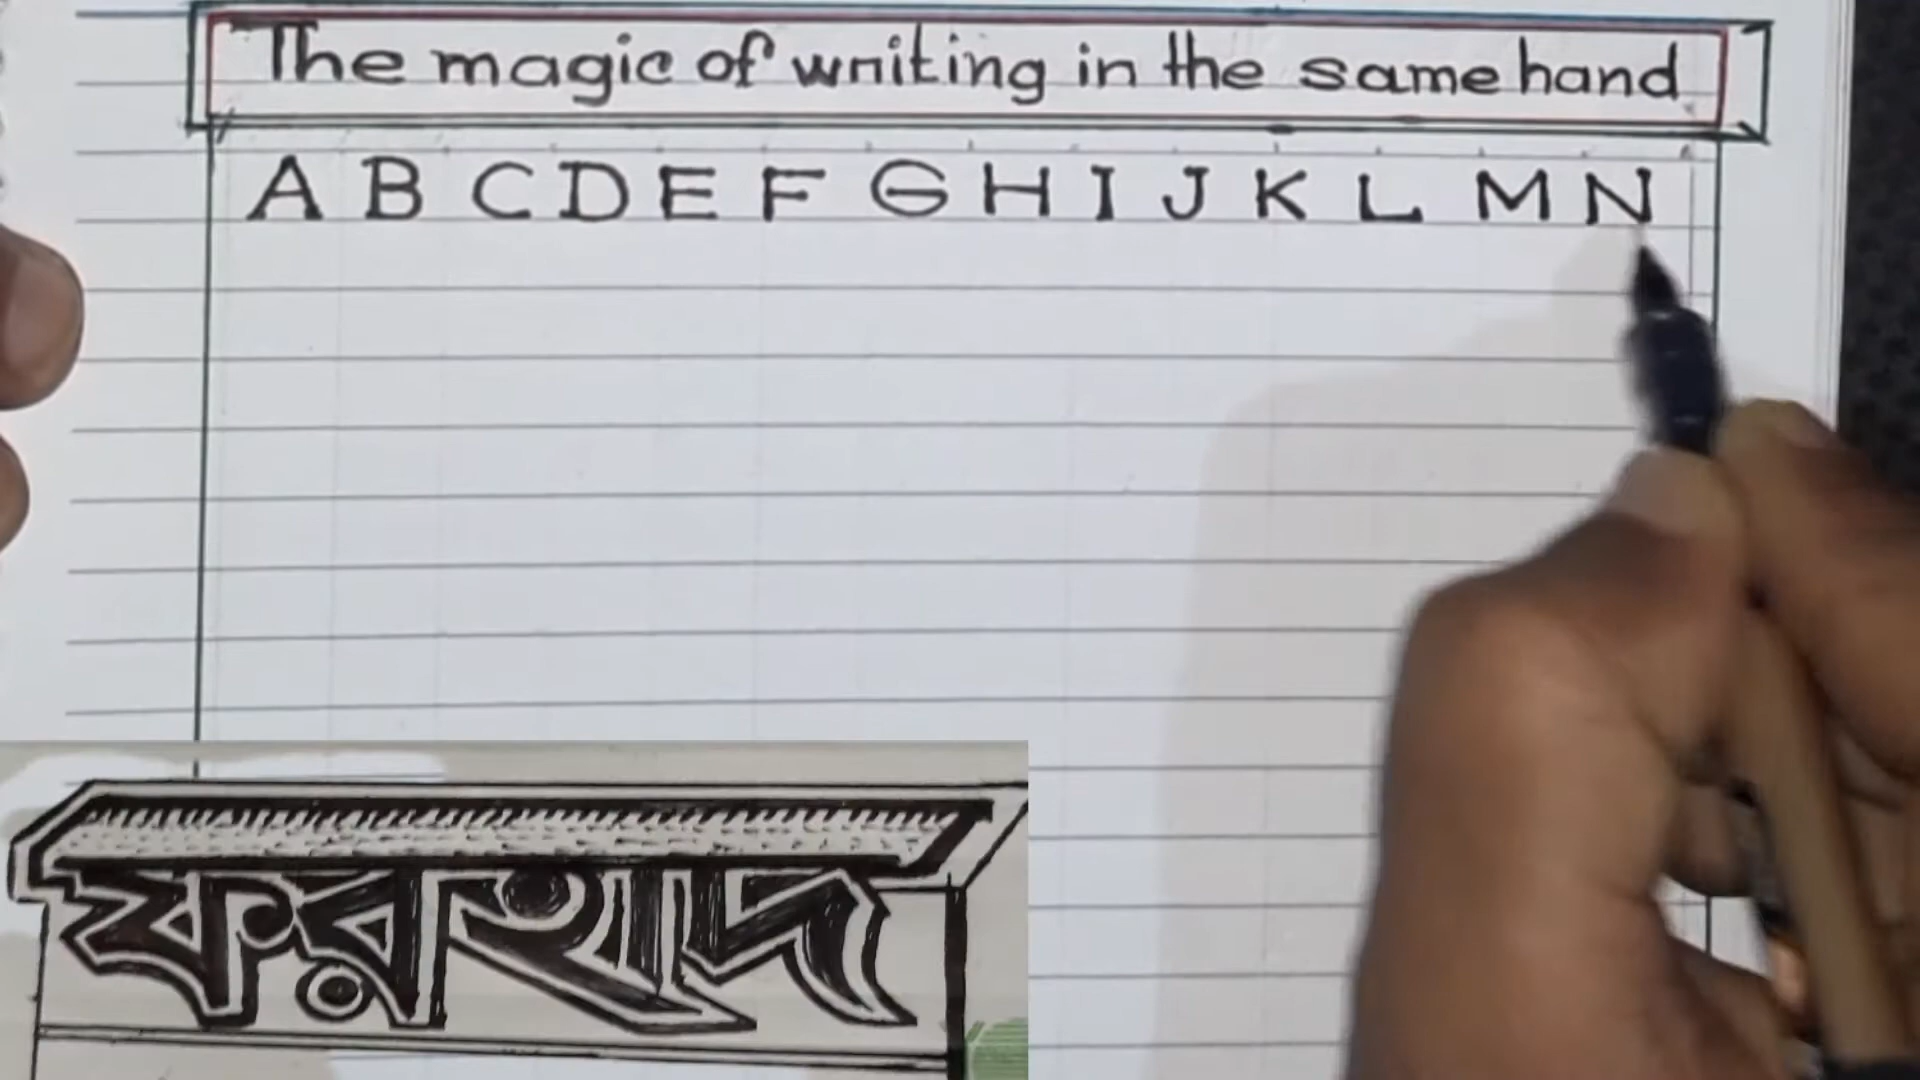 The magic of writing in the same hand
A B C D E F G H I J K L M N
ফরহাদ